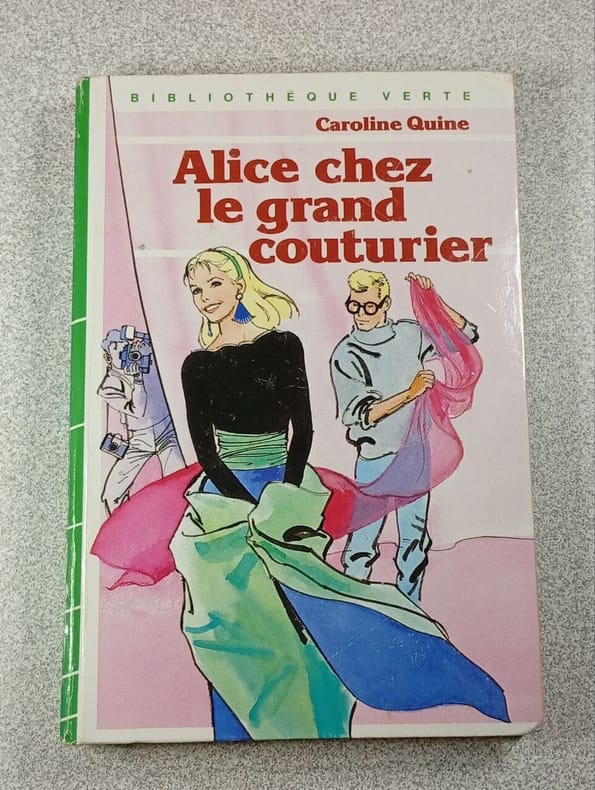 BIBLIOTHÈQUE VERTE
Caroline Quine
Alice chez
le grand
couturier